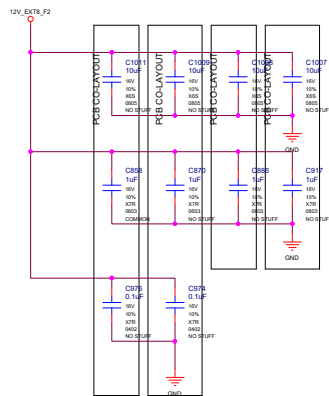 12V_EXT8_F2
PCB CO-LAYOUT
PCB CO-LAYOUT
PCB CO-LAYOUT
PCB CO-LAYOUT
C1011
10uF
16V
10%
X6S
0805
NO STUFF
C1009
10uF
16V
10%
X6S
0805
NO STUFF
10uF
16V
10%
X6S
0805
NO STUFF
C1007
10uF
16V
10%
X6S
0805
NO STUF
GND
C858
1uF
16V
10%
X7R
0603
COMMON
C870
1uF
16V
10%
X7R
0603
NO STUFF
C886
1uF
16V
10%
X7R
0603
NO STUFF
C917
1uF
16V
10%
X7R
0603
NO STUF
GND
C976
0.1uF
16V
10%
X7R
0402
NO STUFF
C974
0.1uF
16V
10%
X7R
0402
NO STUFF
GND